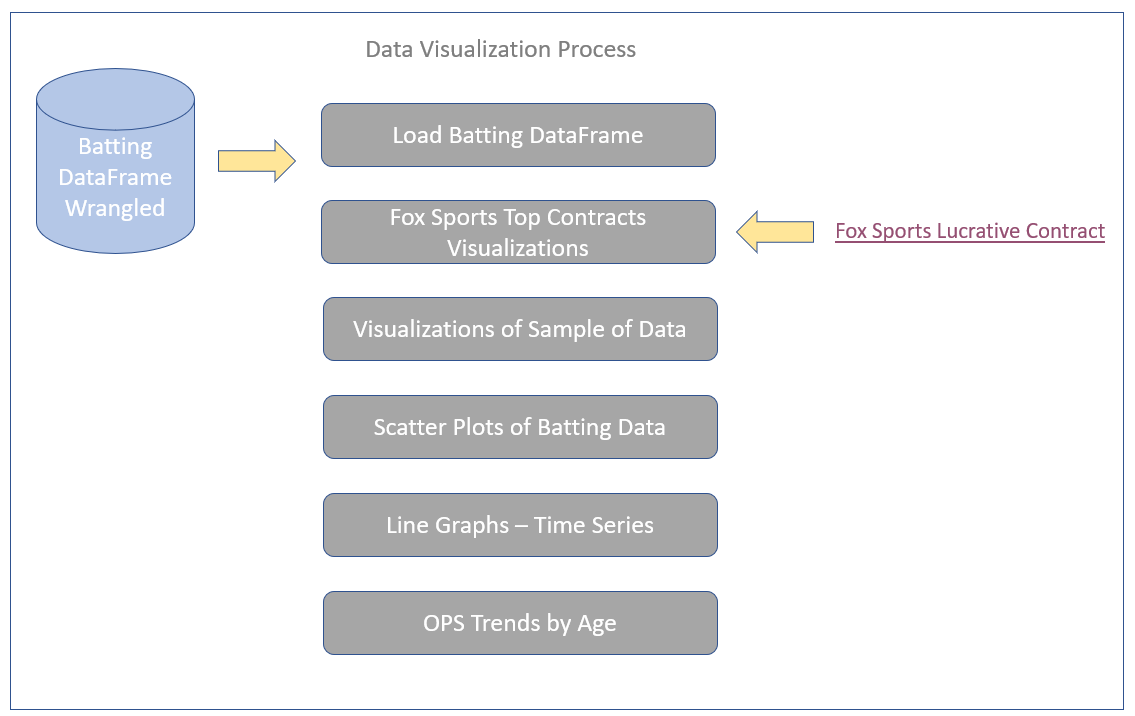 Data Visualization Process
Batting
DataFrame
Wrangled
Load Batting DataFrame
Fox Sports Top Contracts
Visualizations
Fox Sports Lucrative Contract
Visualizations of Sample of Data
Scatter Plots of Batting Data
Line Graphs – Time Series
OPS Trends by Age